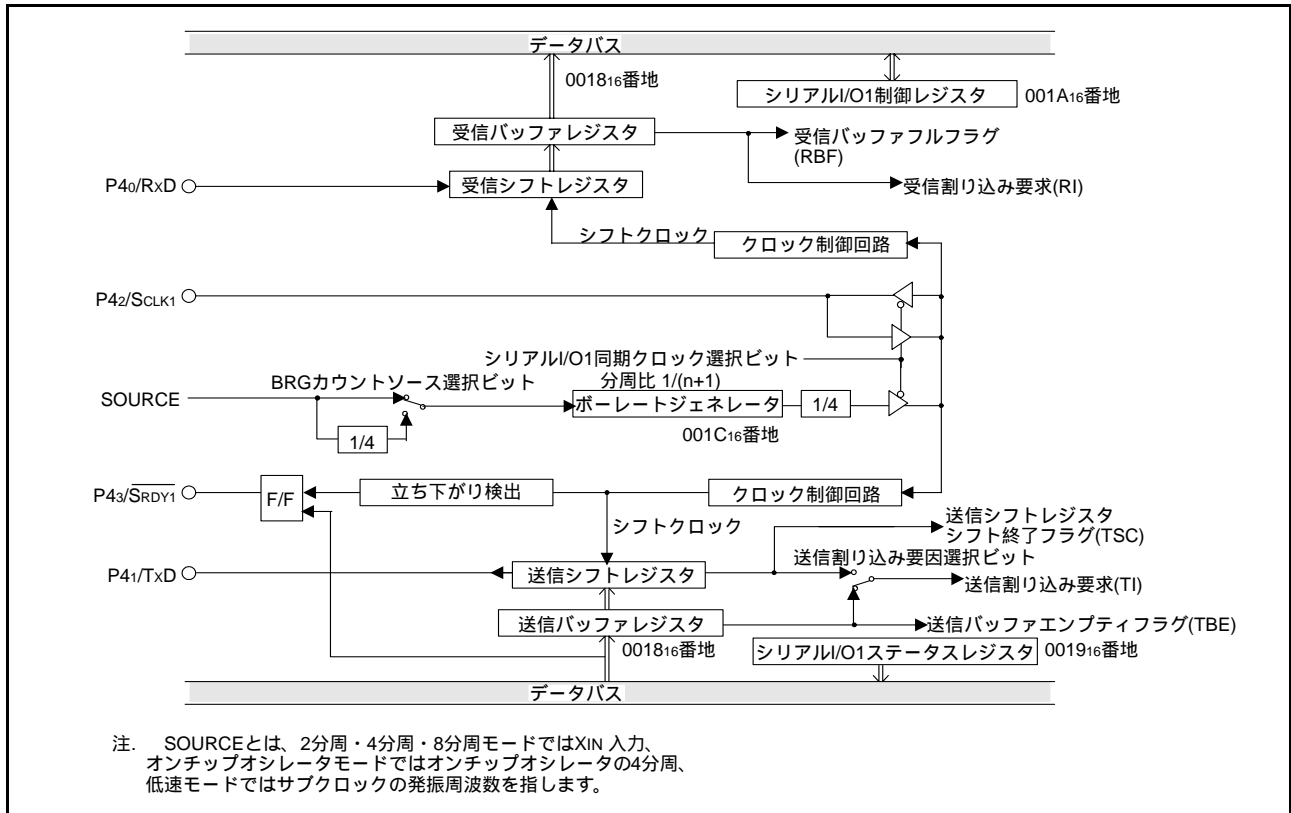 データバス
0018₁₆番地
シリアルI/O1制御レジスタ 001A₁₆番地
受信バッファレジスタ
受信バッファフルフラグ
(RBF)
P4₀/RxD
受信シフトレジスタ
受信割り込み要求(RI)
シフトクロック
クロック制御回路
P4₂/SCLK1
シリアルI/O1同期クロック選択ビット
BRGカウントソース選択ビット
分周比 1/(n+1)
SOURCE
ボーレートジェネレータ
1/4
1/4
001C₁₆番地
P4₃/SRDY1
F/F
立ち下がり検出
クロック制御回路
シフトクロック
送信シフトレジスタ
シフト終了フラグ(TSC)
送信割り込み要因選択ビット
P4₁/TxD
送信シフトレジスタ
送信割り込み要求(TI)
送信バッファレジスタ
送信バッファエンプティフラグ(TBE)
0018₁₆番地
シリアルI/O1ステータスレジスタ 0019₁₆番地
データバス
注. SOURCEとは、2分周・4分周・8分周モードではXIN 入力、
オンチップオシレータモードではオンチップオシレータの4分周、
低速モードではサブクロックの発振周波数を指します。